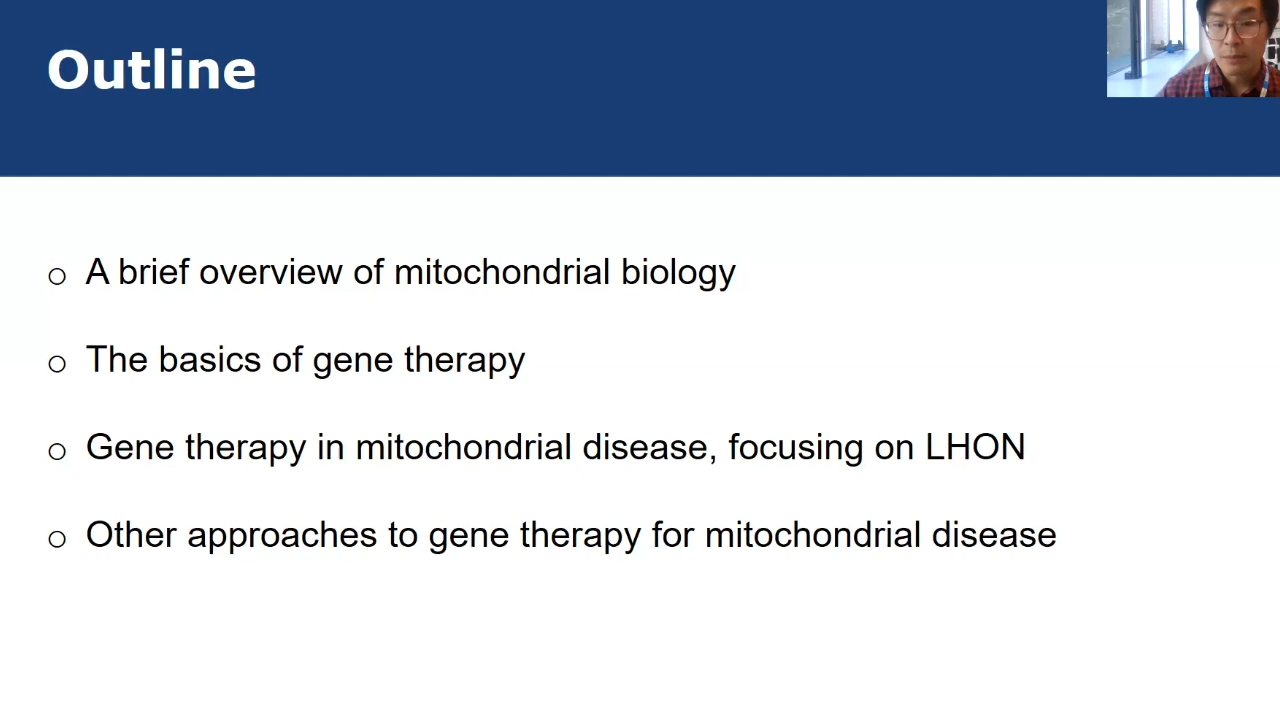 Outline
o A brief overview of mitochondrial biology
o The basics of gene therapy
o Gene therapy in mitochondrial disease, focusing on LHON
o Other approaches to gene therapy for mitochondrial disease